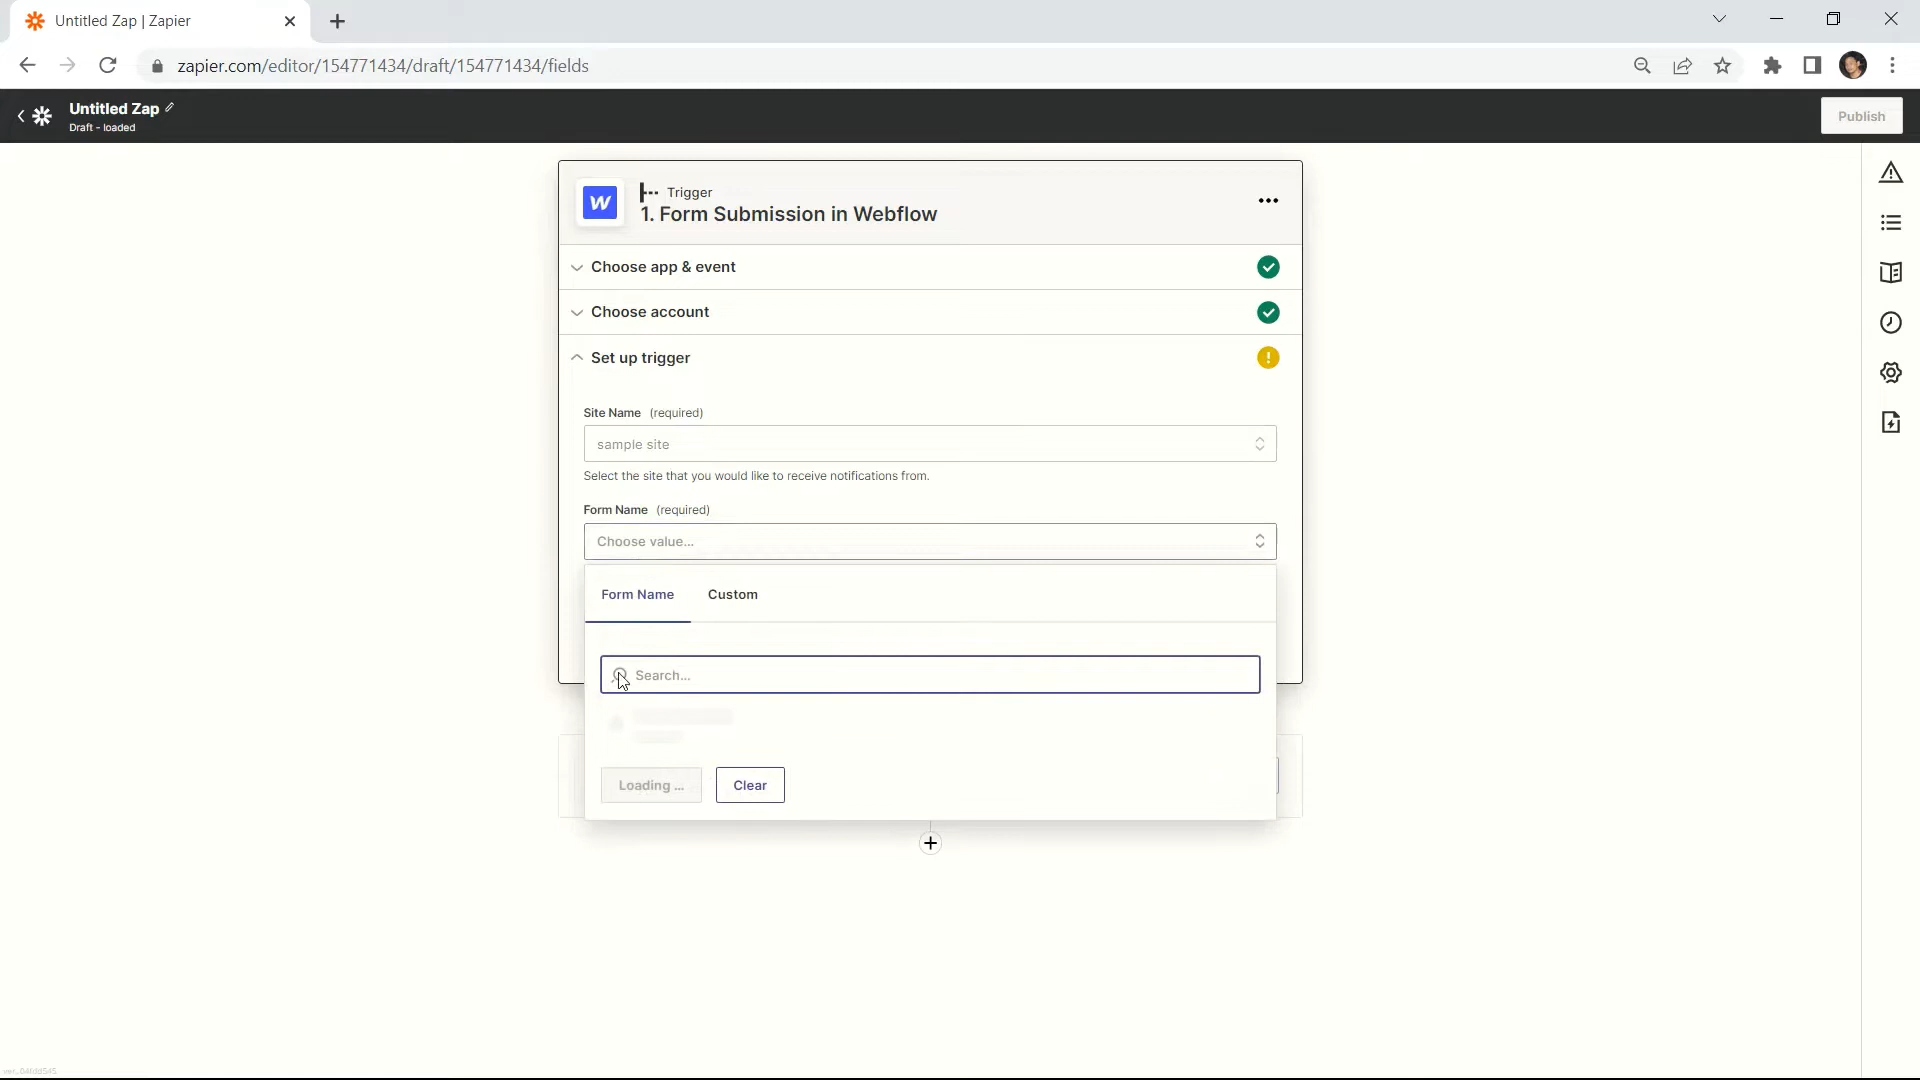 Untitled Zap | Zapier
zapier.com/editor/154771434/draft/154771434/fields
Untitled Zap
Draft - loaded
Publish
Trigger
1. Form Submission in Webflow
Choose app & event
Choose account
Set up trigger
Site Name (required)
sample site
Select the site that you would like to receive notifications from.
Form Name (required)
Choose value...
Form Name Custom
Search...
Loading ... Clear